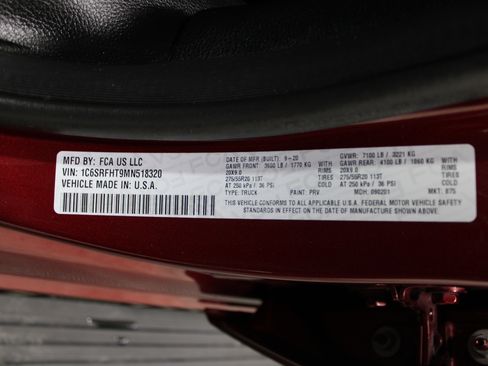 MFD BY: FCA US LLC
VIN: 1C6SRFHT9MN518320
VEHICLE MADE IN: U.S.A.
DATE OF MFR (BUILT): 9-20
GAWR FRONT: 3900 LB / 1770 KG
20X9.0 RIMS
275/55R20 113T TIRES
AT 250 kPa / 36 PSI
TYPE: TRUCK PAINT: PRV
GVWR: 7100 LB / 3221 KG
GAWR REAR: 4100 LB / 1860 KG
20X9.0 RIMS
275/55R20 113T TIRES
AT 250 kPa / 36 PSI COLD
MDH: 090201 MKT: 875
THIS VEHICLE CONFORMS TO ALL APPLICABLE U.S.A. FEDERAL MOTOR VEHICLE SAFETY
STANDARDS IN EFFECT ON THE DATE OF MANUFACTURE SHOWN ABOVE.